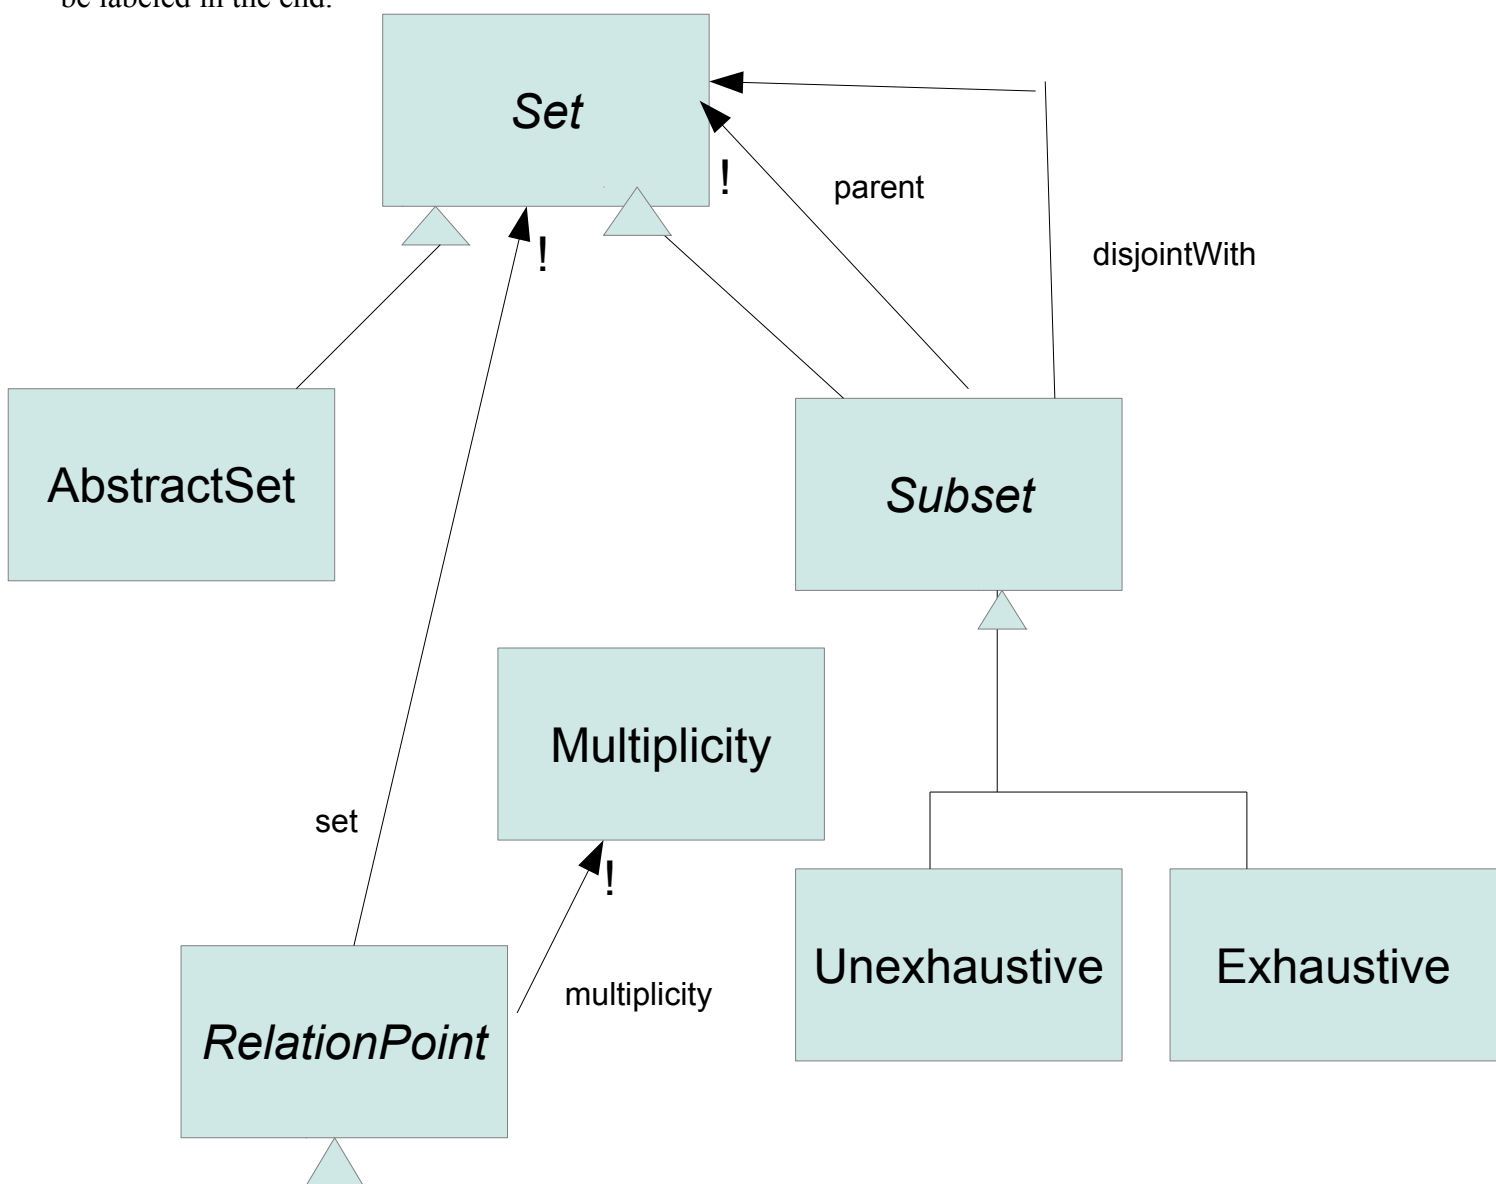 be labeled in the end.
Set
!
parent
!
disjointWith
AbstractSet
Subset
Multiplicity
set
!
Unexhaustive
Exhaustive
multiplicity
RelationPoint